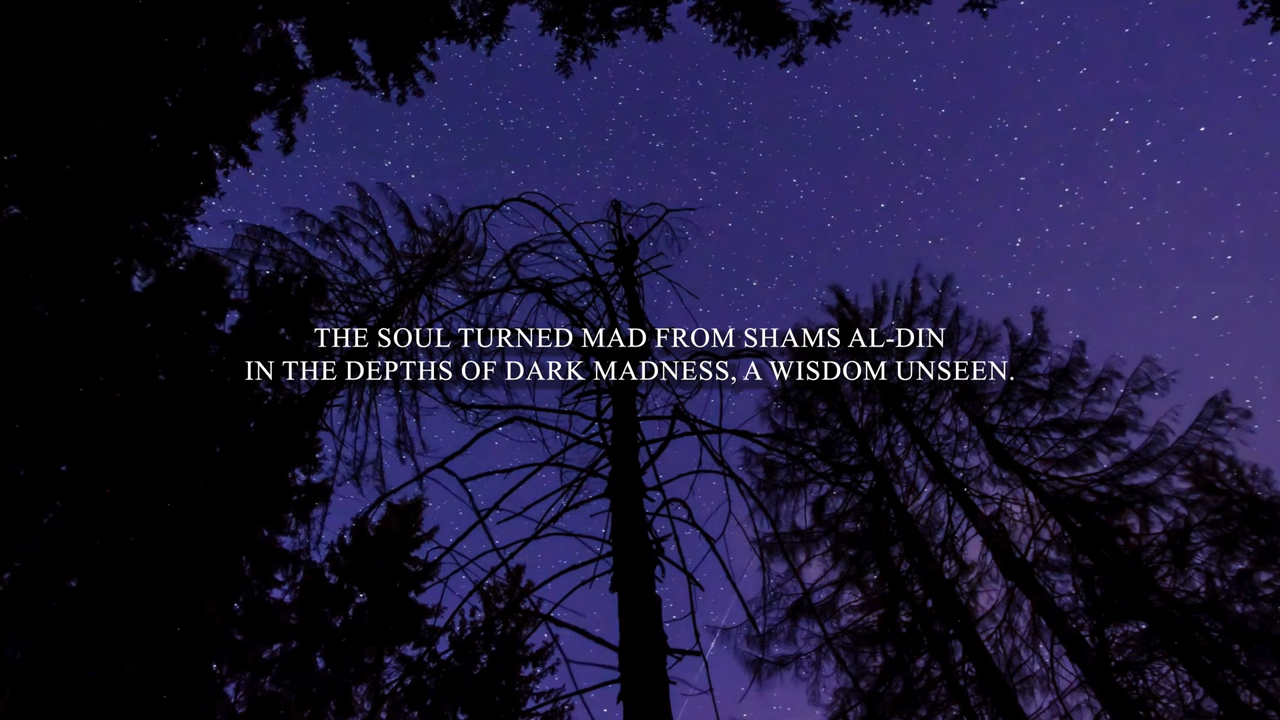 THE SOUL TURNED MAD FROM SHAMS AL-DIN
IN THE DEPTHS OF DARK MADNESS, A WISDOM UNSEEN.